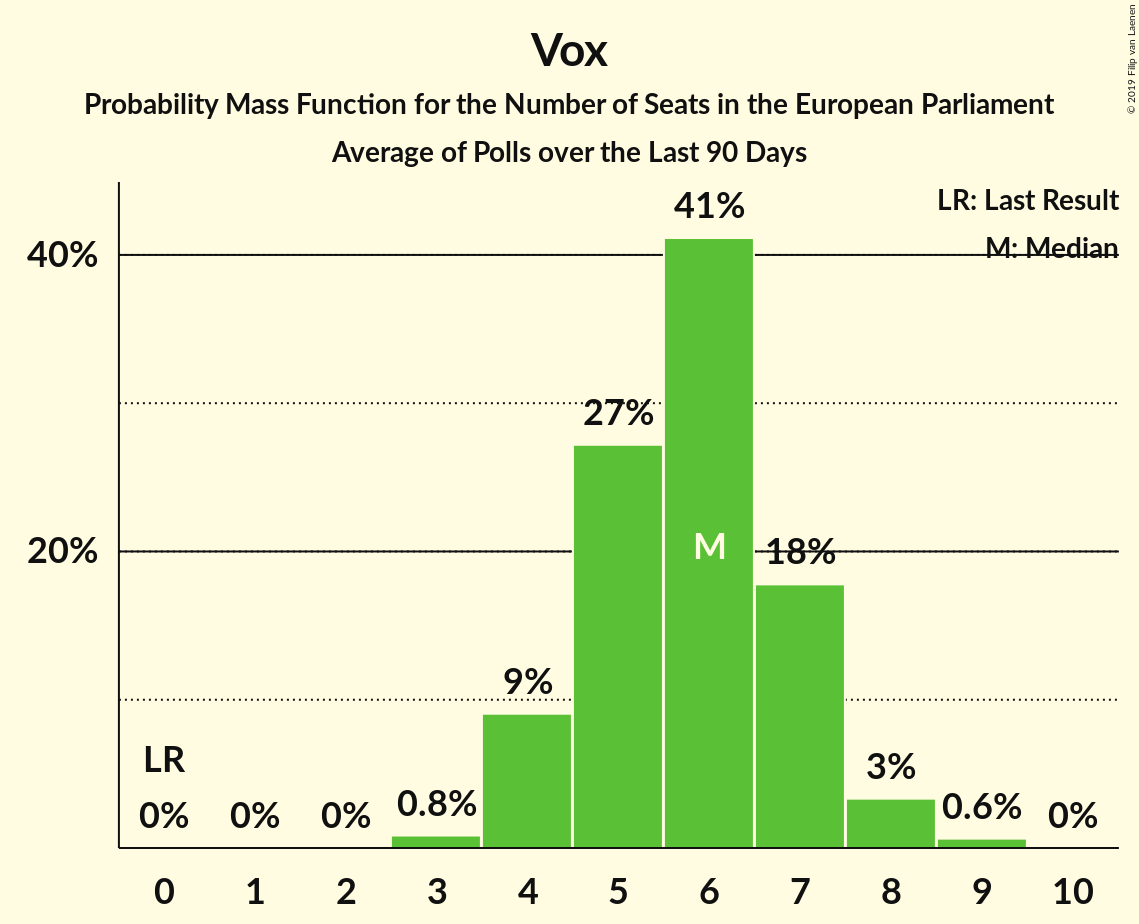 Vox
Probability Mass Function for the Number of Seats in the European Parliament
Average of Polls over the Last 90 Days
© 2019 Filip van Laenen
LR: Last Result
M: Median
40%
20%
LR
0%
0%
0%
0.8%
9%
27%
41%
M
18%
3%
0.6%
0%
0 1 2 3 4 5 6 7 8 9 10